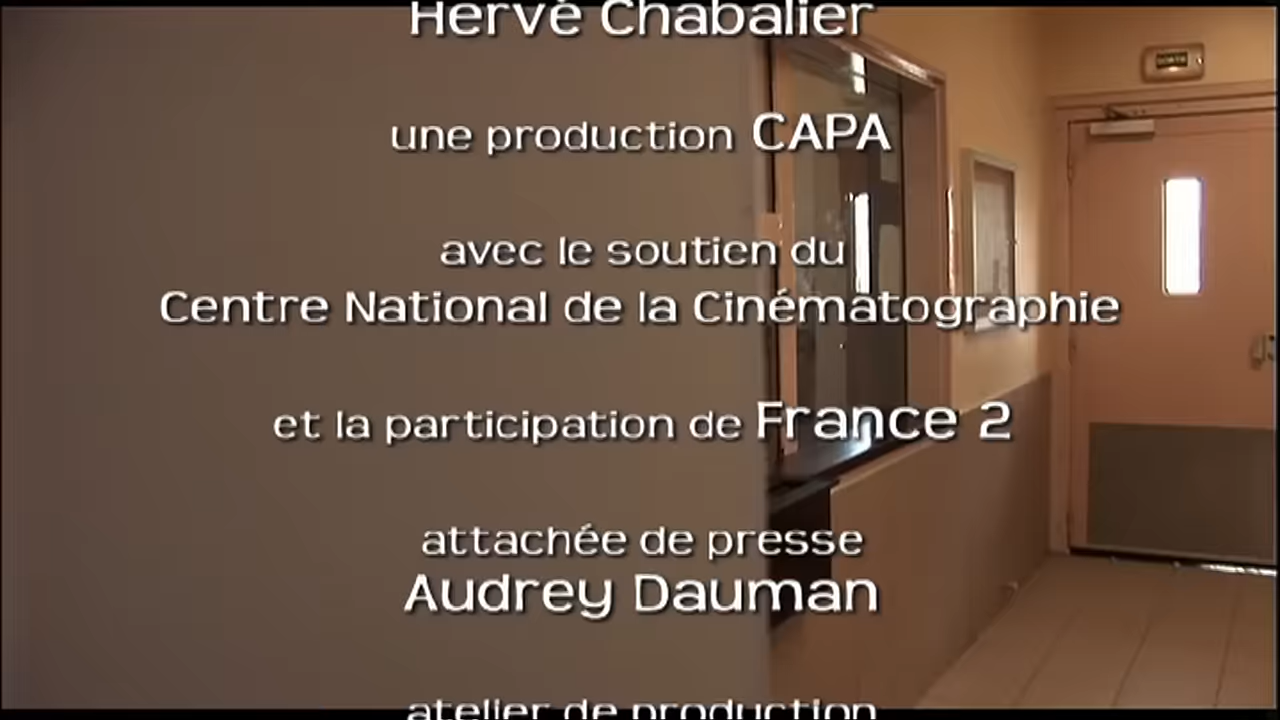 Hervé Chabalier
une production CAPA
avec le soutien du
Centre National de la Cinématographie
et la participation de France 2
attachée de presse
Audrey Dauman
atelier de production
SORTIE